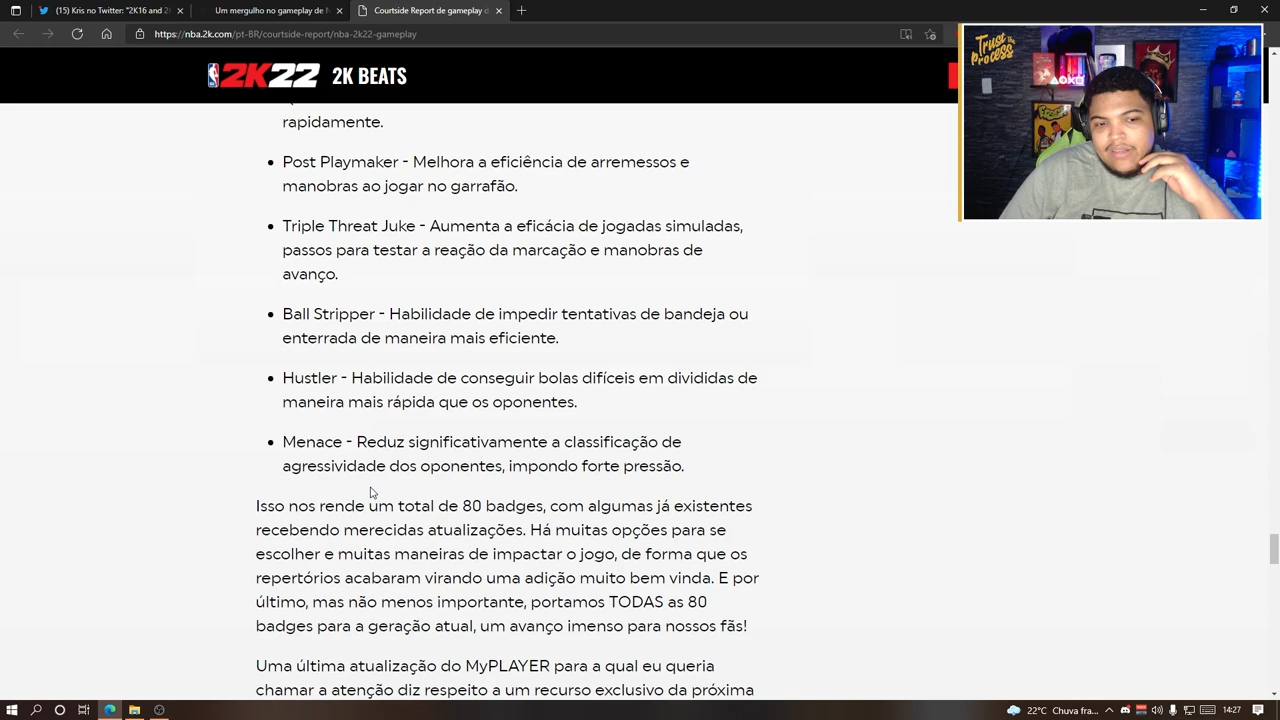 (15) Kris no Twitter: "2K16 and 2
Um mergulho no gameplay de N
Courtside Report de gameplay d
https://nba.2k.com/pt-BR/courtside-report/nba-2k22-gameplay
2K22 2K BEATS
Trust the Process
rapidamente.
• Post Playmaker - Melhora a eficiência de arremessos e
manobras ao jogar no garrafão.
• Triple Threat Juke - Aumenta a eficácia de jogadas simuladas,
passos para testar a reação da marcação e manobras de
avanço.
• Ball Stripper - Habilidade de impedir tentativas de bandeja ou
enterrada de maneira mais eficiente.
• Hustler - Habilidade de conseguir bolas difíceis em divididas de
maneira mais rápida que os oponentes.
• Menace - Reduz significativamente a classificação de
agressividade dos oponentes, impondo forte pressão.
Isso nos rende um total de 80 badges, com algumas já existentes
recebendo merecidas atualizações. Há muitas opções para se
escolher e muitas maneiras de impactar o jogo, de forma que os
repertórios acabaram virando uma adição muito bem vinda. E por
último, mas não menos importante, portamos TODAS as 80
badges para a geração atual, um avanço imenso para nossos fãs!
Uma última atualização do MyPLAYER para a qual eu queria
chamar a atenção diz respeito a um recurso exclusivo da próxima
22°C Chuva fra... 14:27